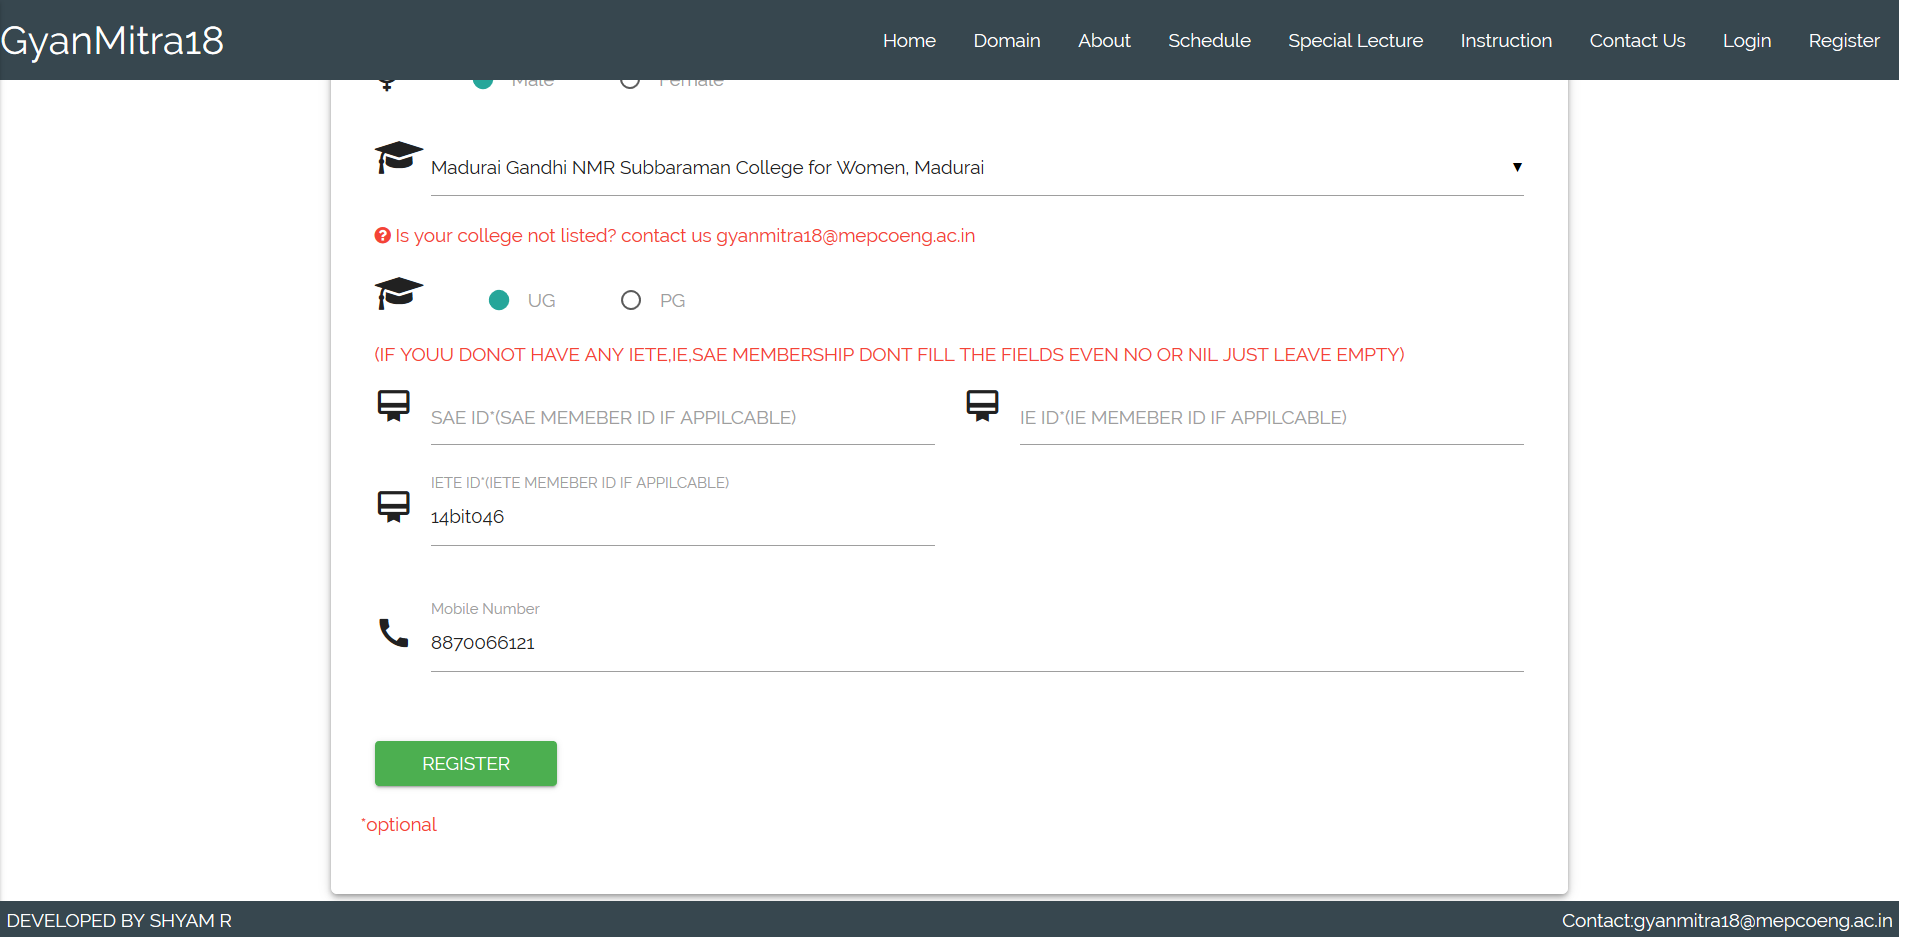 GyanMitra18
Home Domain About Schedule Special Lecture Instruction Contact Us Login Register
Male Female
Madurai Gandhi NMR Subbaraman College for Women, Madurai
Is your college not listed? contact us gyanmitra18@mepcoeng.ac.in
UG PG
(IF YOUU DONOT HAVE ANY IETE,IE,SAE MEMBERSHIP DONT FILL THE FIELDS EVEN NO OR NIL JUST LEAVE EMPTY)
SAE ID*(SAE MEMEBER ID IF APPILCABLE) IE ID*(IE MEMEBER ID IF APPILCABLE)
IETE ID*(IETE MEMEBER ID IF APPILCABLE)
14bit046
Mobile Number
8870066121
REGISTER
*optional
DEVELOPED BY SHYAM R Contact:gyanmitra18@mepcoeng.ac.in